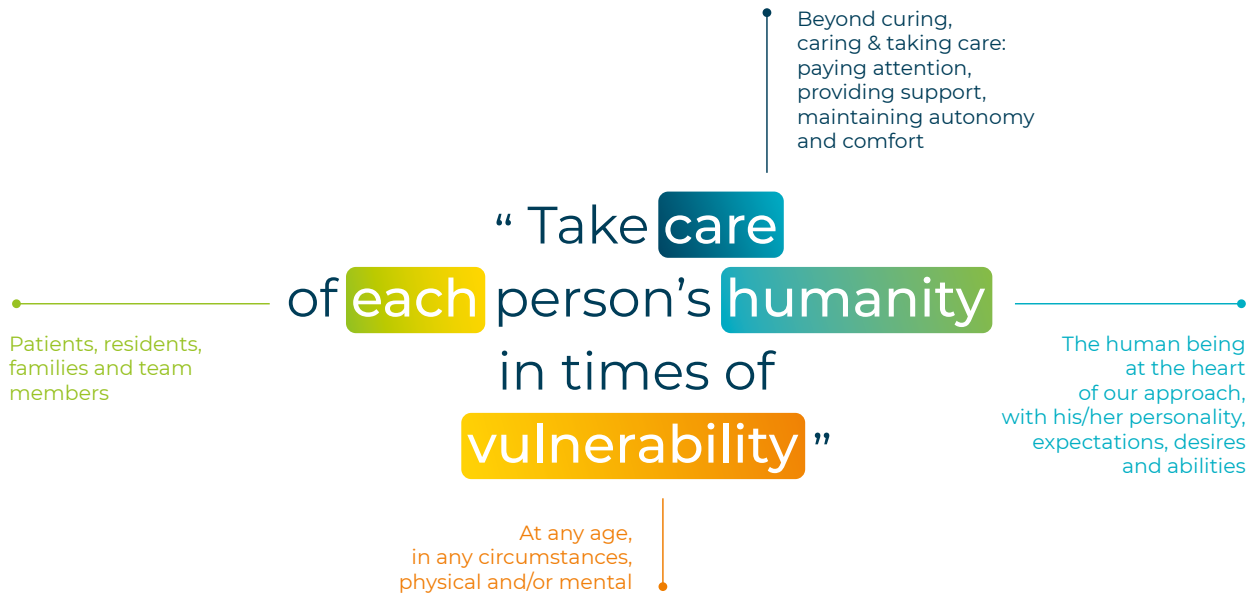 Beyond curing,
caring & taking care:
paying attention,
providing support,
maintaining autonomy
and comfort
“ Take care
of each person’s humanity
in times of
vulnerability ”
Patients, residents,
families and team
members
The human being
at the heart
of our approach,
with his/her personality,
expectations, desires
and abilities
At any age,
in any circumstances,
physical and/or mental